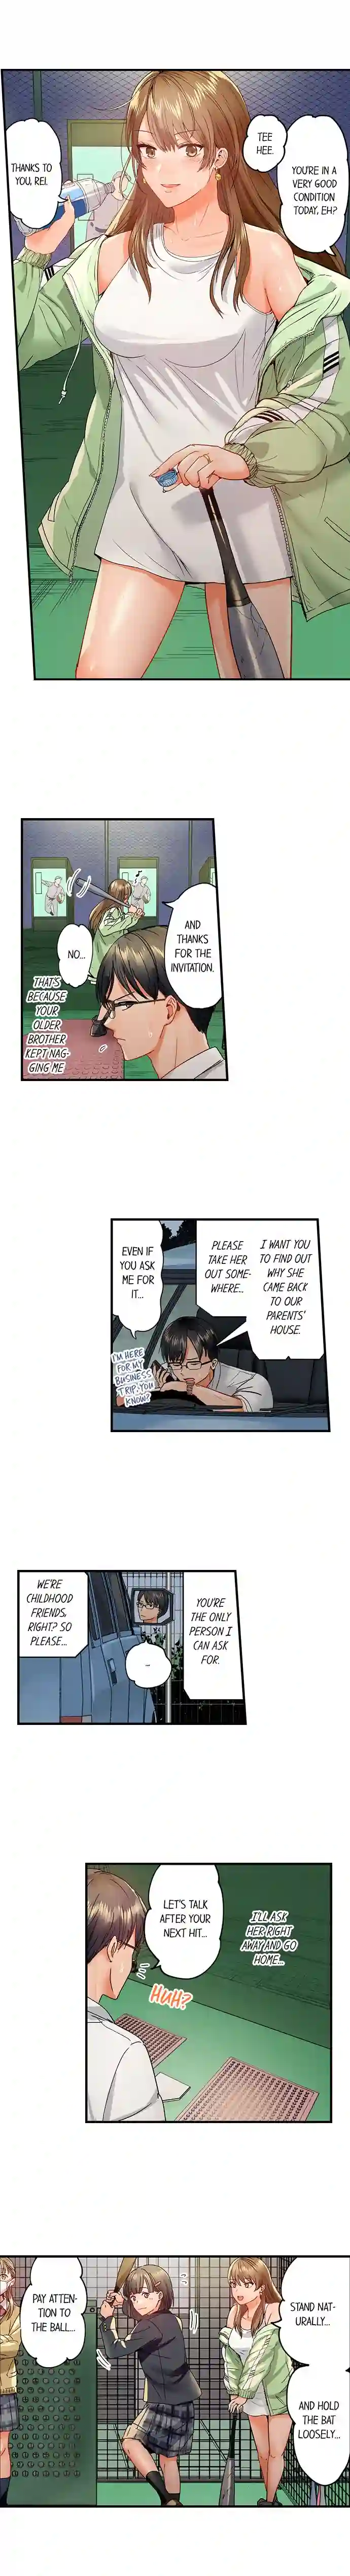 TEE
HEE.
YOU'RE IN A
VERY GOOD
CONDITION
TODAY, EH?
THANKS TO
YOU, REI.
AND
THANKS
FOR THE
INVITATION.
NO...
THAT'S
BECAUSE
YOUR
OLDER
BROTHER
KEPT NAG-
GING ME
I WANT YOU
TO FIND OUT
WHY SHE
CAME BACK
TO OUR
PARENTS'
HOUSE.
PLEASE
TAKE HER
OUT SOME-
WHERE...
EVEN IF
YOU ASK
ME FOR
IT...
I'M HERE
FOR MY
BUSINESS
TRIP, YOU
KNOW?
WE'RE
CHILDHOOD
FRIENDS,
RIGHT? SO
PLEASE...
YOU'RE
THE ONLY
PERSON I
CAN ASK
FOR.
...
LET'S TALK
AFTER YOUR
NEXT HIT...
I'LL ASK
HER RIGHT
AWAY AND GO
HOME...
HUH?
STAND NAT-
URALLY...
AND HOLD
THE BAT
LOOSELY...
PAY ATTEN-
TION TO
THE BALL...